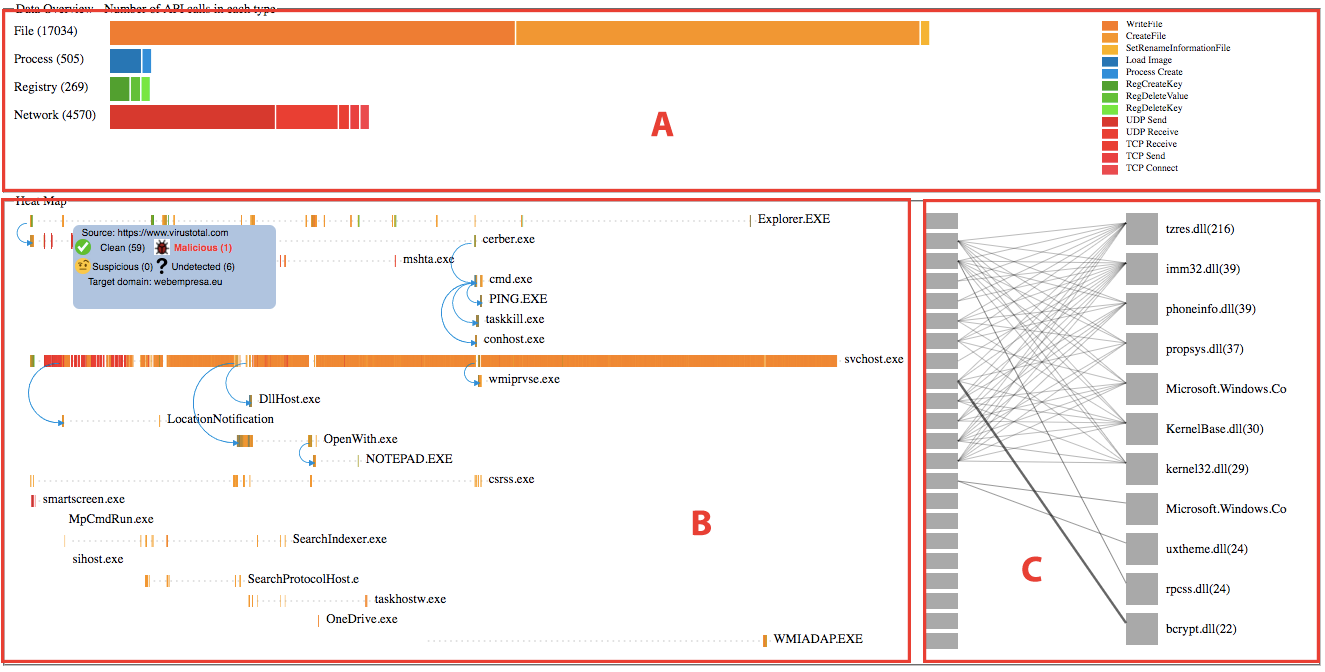 Data Overview - Number of API calls in each type
File (17034)
Process (505)
Registry (269)
Network (4570)
WriteFile
CreateFile
SetRenameInformationFile
Load Image
Process Create
RegCreateKey
RegDeleteValue
RegDeleteKey
UDP Send
UDP Receive
TCP Receive
TCP Send
TCP Connect
A
Heat Map
Explorer.EXE
Source: https://www.virustotal.com
Clean (59) Malicious (1)
Suspicious (0) ? Undetected (6)
Target domain: webempresa.eu
cerber.exe
mshta.exe
cmd.exe
PING.EXE
taskkill.exe
conhost.exe
svchost.exe
wmiprvse.exe
DllHost.exe
LocationNotification
OpenWith.exe
NOTEPAD.EXE
csrss.exe
smartscreen.exe
MpCmdRun.exe
SearchIndexer.exe
sihost.exe
SearchProtocolHost.e
taskhostw.exe
OneDrive.exe
WMIADAP.EXE
B
tzres.dll(216)
imm32.dll(39)
phoneinfo.dll(39)
propsys.dll(37)
Microsoft.Windows.Co
KernelBase.dll(30)
kernel32.dll(29)
Microsoft.Windows.Co
uxtheme.dll(24)
rpcss.dll(24)
bcrypt.dll(22)
C